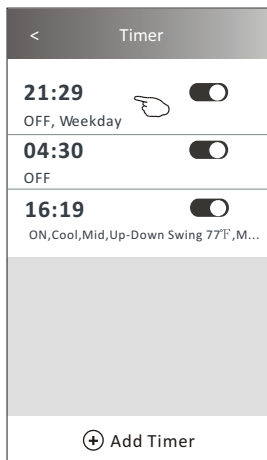 < Timer
21:29
OFF, Weekday
04:30
OFF
16:19
ON,Cool,Mid,Up-Down Swing 77℉,M...
Add Timer